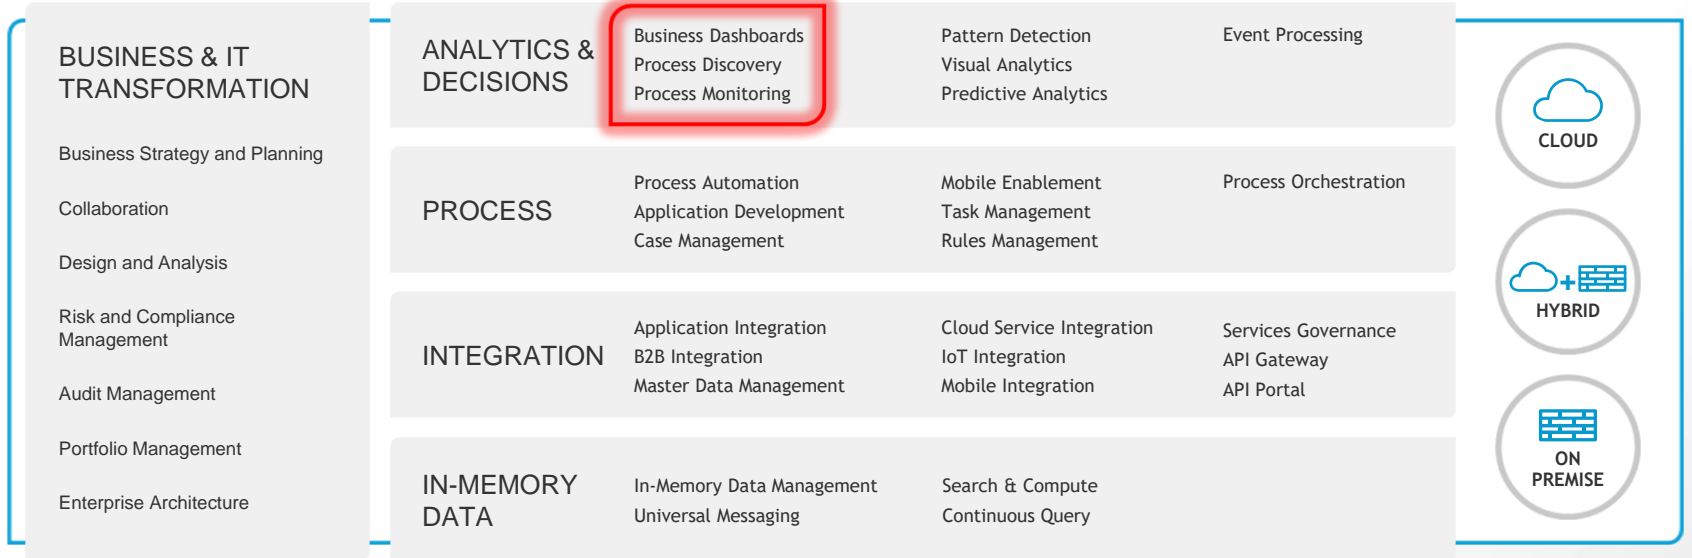 BUSINESS & IT
TRANSFORMATION
Business Strategy and Planning
Collaboration
Design and Analysis
Risk and Compliance
Management
Audit Management
Portfolio Management
Enterprise Architecture
ANALYTICS &
DECISIONS
Business Dashboards
Process Discovery
Process Monitoring
Pattern Detection
Visual Analytics
Predictive Analytics
Event Processing
PROCESS
Process Automation
Application Development
Case Management
Mobile Enablement
Task Management
Rules Management
Process Orchestration
INTEGRATION
Application Integration
B2B Integration
Master Data Management
Cloud Service Integration
IoT Integration
Mobile Integration
Services Governance
API Gateway
API Portal
IN-MEMORY
DATA
In-Memory Data Management
Universal Messaging
Search & Compute
Continuous Query
CLOUD
HYBRID
ON
PREMISE